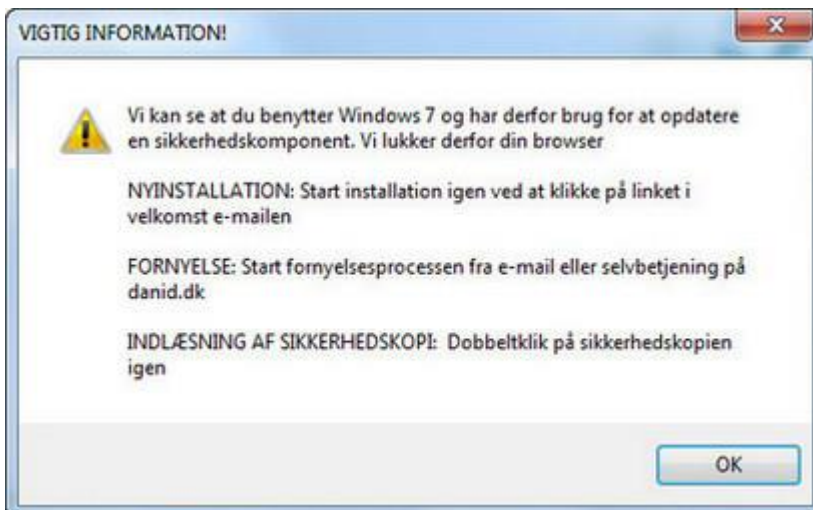 VIGTIG INFORMATION!
Vi kan se at du benytter Windows 7 og har derfor brug for at opdatere
en sikkerhedskomponent. Vi lukker derfor din browser
NYINSTALLATION: Start installation igen ved at klikke på linket i
velkomst e-mailen
FORNYELSE: Start fornyelsesprocessen fra e-mail eller selvbetjening på
danid.dk
INDLÆSNING AF SIKKERHEDSKOPI:  Dobbeltklik på sikkerhedskopien
igen
OK